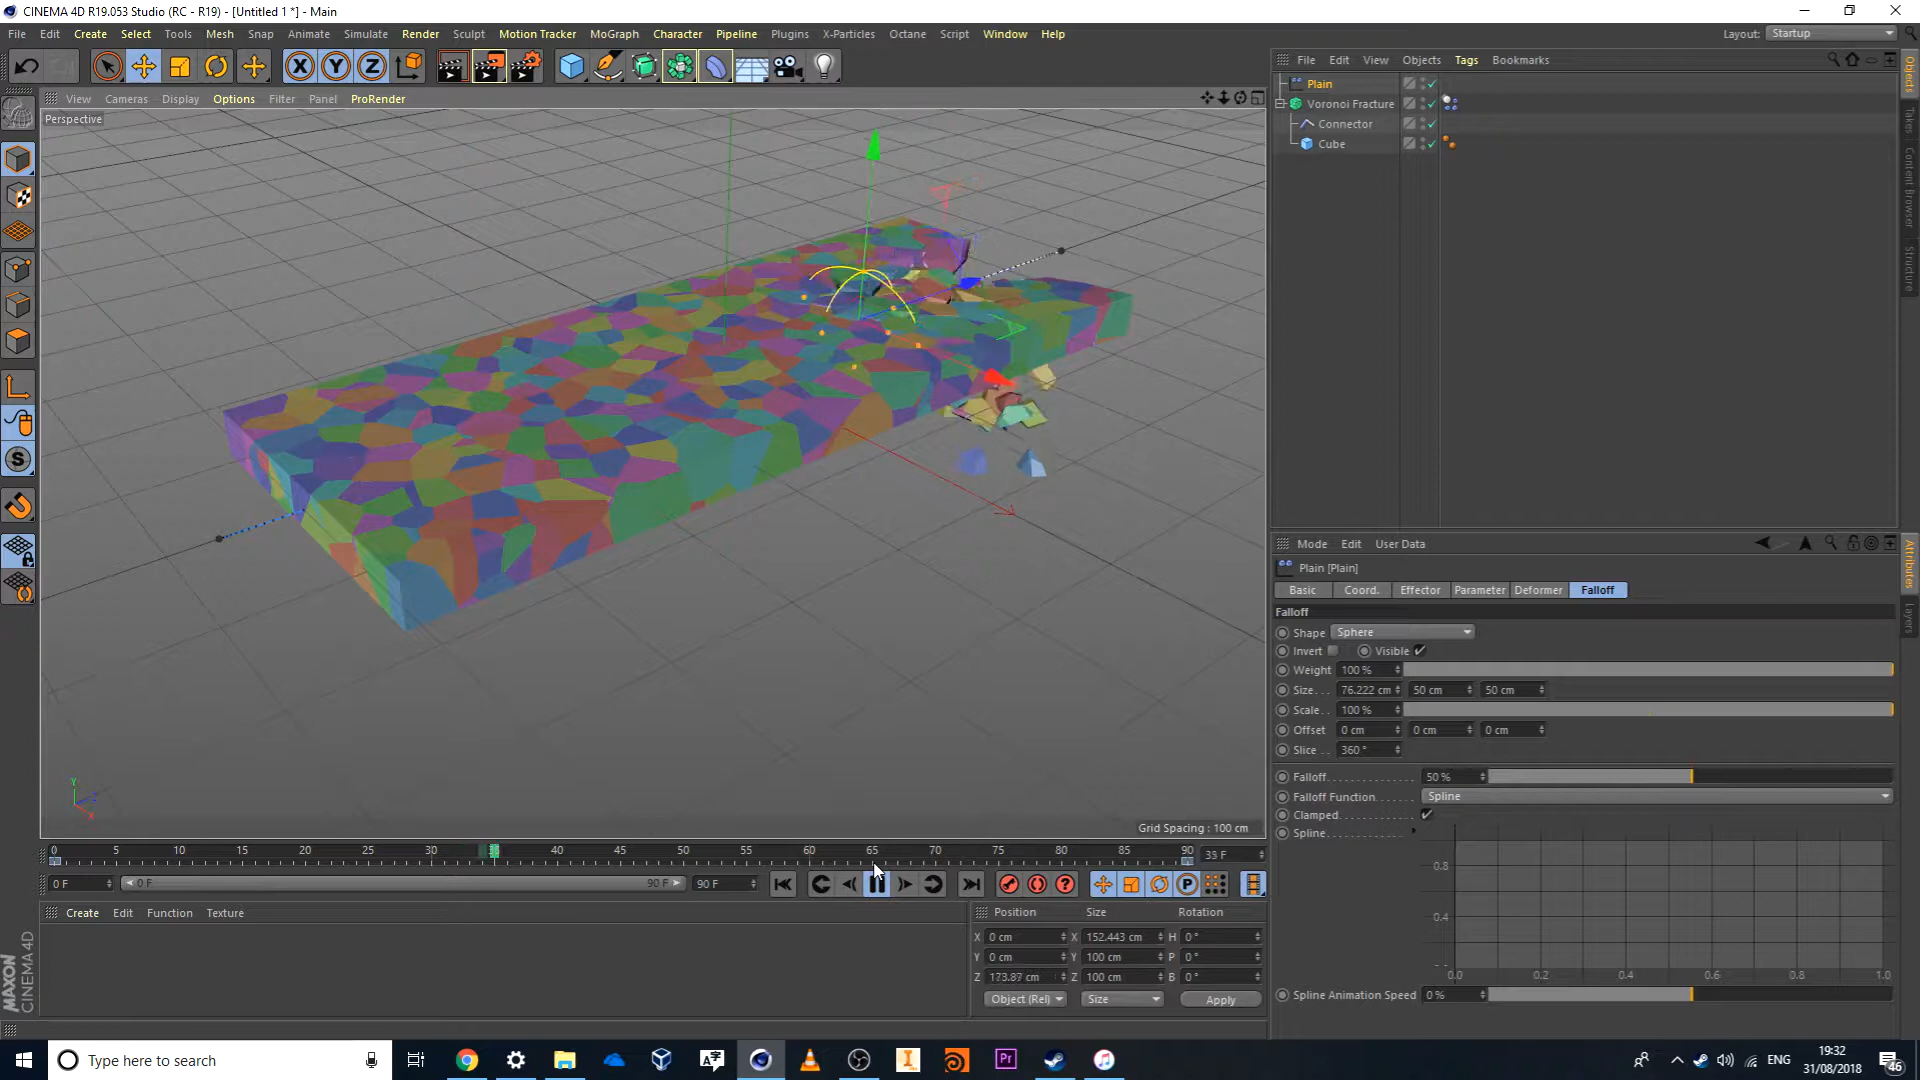 CINEMA 4D R19.053 Studio (RC - R19) - [Untitled 1 *] - Main
File Edit Create Select Tools Mesh Snap Animate Simulate Render Sculpt Motion Tracker MoGraph Character Pipeline Plugins X-Particles Octane Script Window Help
Layout: Startup
X Y Z
View Cameras Display Options Filter Panel ProRender
Perspective
Grid Spacing : 100 cm
Y
File Edit View Objects Tags Bookmarks
Plain
Voronoi Fracture
Connector
Cube
Objects
Takes
Content Browser
Structure
Mode Edit User Data
Plain [Plain]
Basic Coord. Effector Parameter Deformer Falloff
Falloff
Shape Sphere
Invert Visible
Weight 100 %
Size . . . 76.222 cm 50 cm 50 cm
Scale . . 100 %
Offset 0 cm 0 cm 0 cm
Slice . . 360 °
Falloff 50 %
Falloff Function Spline
Clamped
Spline
0.8
0.4
0.0 0.2 0.4 0.6 0.8 1.0
Spline Animation Speed 0 %
Attributes
Layers
0 5 10 15 20 25 30 40 45 50 55 60 65 70 75 80 85 90
0 F 0 F 90 F 90 F
Create Edit Function Texture
Position Size Rotation
X 0 cm X 152.443 cm H 0 °
Y 0 cm Y 100 cm P 0 °
Z 173.87 cm Z 100 cm B 0 °
Object (Rel) Size Apply
MAXON
CINEMA 4D
Type here to search
ENG
19:32
31/08/2018
46